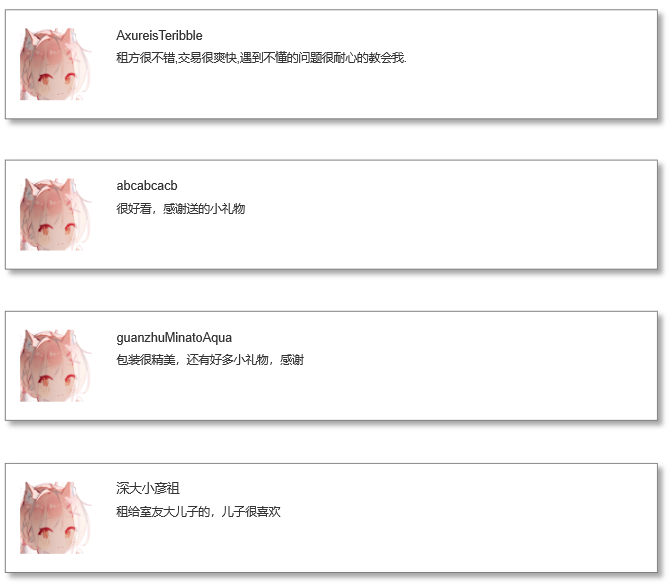 AxureisTeribble
租方很不错,交易很爽快,遇到不懂的问题很耐心的教会我.
abcabcacb
很好看，感谢送的小礼物
guanzhuMinatoAqua
包装很精美，还有好多小礼物，感谢
深大小彦祖
租给室友大儿子的，儿子很喜欢